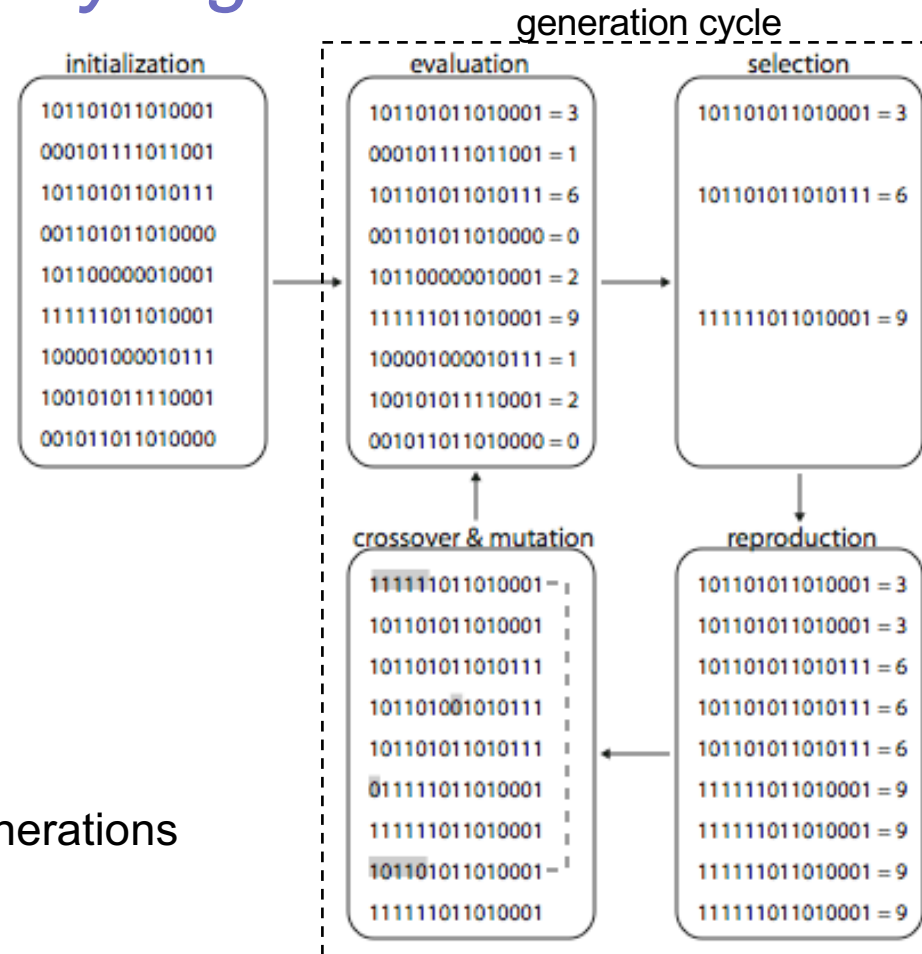 generation cycle
initialization
101101011010001
000101111011001
101101011010111
001101011010000
101100000010001
111111011010001
100001000010111
100101011110001
001011011010000
evaluation
101101011010001 = 3
000101111011001 = 1
101101011010111 = 6
001101011010000 = 0
101100000010001 = 2
111111011010001 = 9
100001000010111 = 1
100101011110001 = 2
001011011010000 = 0
selection
101101011010001 = 3
101101011010111 = 6
111111011010001 = 9
crossover & mutation
111111011010001
101101011010001
101101011010111
101101001010111
101101011010111
011111011010001
111111011010001
101101011010001
111111011010001
reproduction
101101011010001 = 3
101101011010001 = 3
101101011010111 = 6
101101011010111 = 6
101101011010111 = 6
111111011010001 = 9
111111011010001 = 9
111111011010001 = 9
111111011010001 = 9
nerations